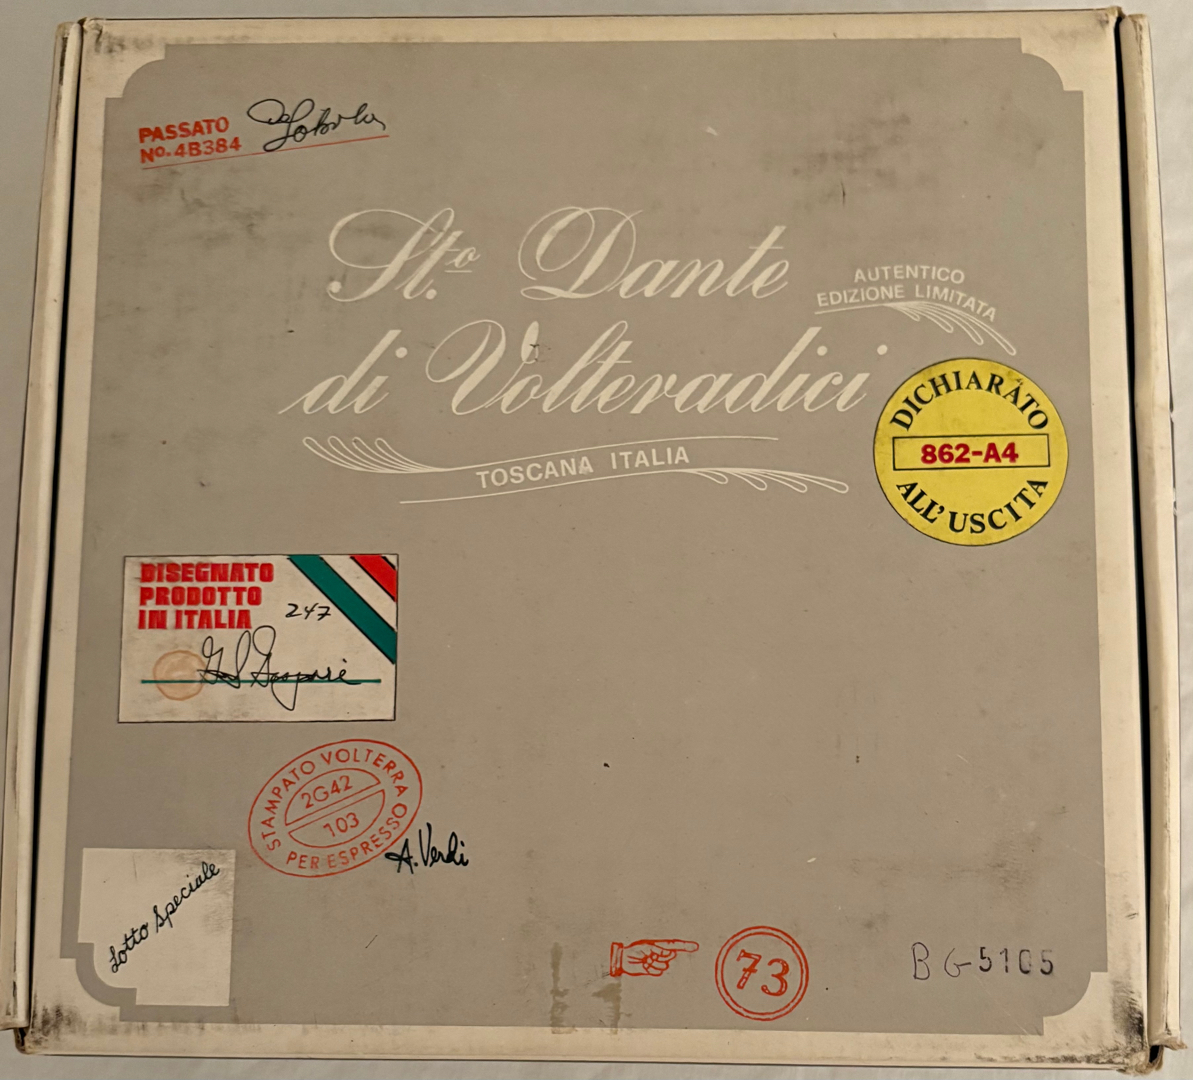 PASSATO
No. 4B384
St.o Dante
di Volteradici
AUTENTICO
EDIZIONE LIMITATA
TOSCANA ITALIA
DICHIARATO
862-A4
ALL' USCITA
DISEGNATO
PRODOTTO
IN ITALIA
247
STAMPATO VOLTERRA
2G42
103
PER ESPRESSO
A. Verdi
Lotto Speciale
73
BG-5105